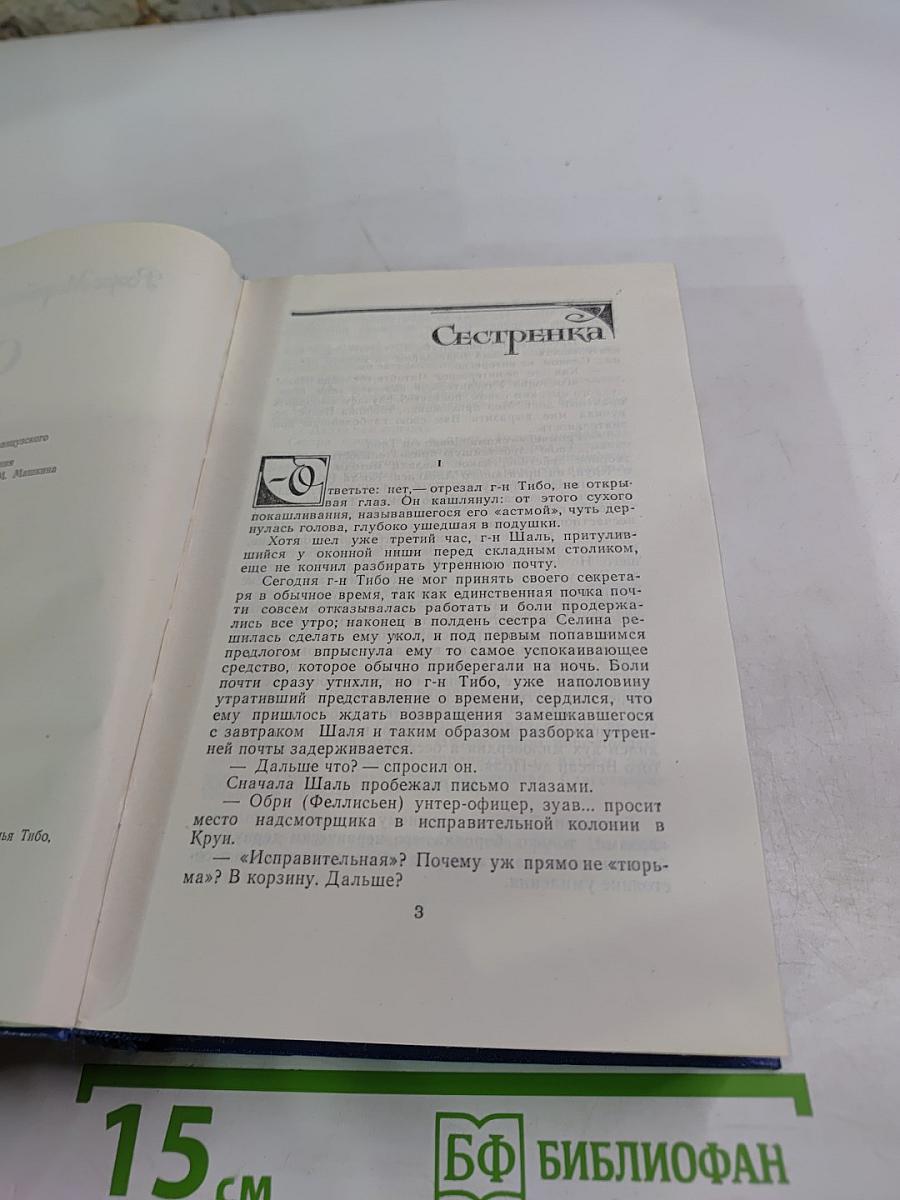 анцузского
ния
М. Машкина
ья Тибо,
СЕСТРЕНКА
I
—Ответьте: нет,— отрезал г-н Тибо, не откры-
вая глаз. Он кашлянул: от этого сухого
покашливания, называвшегося его «астмой», чуть дер-
нулась голова, глубоко ушедшая в подушки.
Хотя шел уже третий час, г-н Шаль, притулив-
шийся у оконной ниши перед складным столиком,
еще не кончил разбирать утреннюю почту.
Сегодня г-н Тибо не мог принять своего секрета-
ря в обычное время, так как единственная почка поч-
ти совсем отказывалась работать и боли продержа-
лись все утро; наконец в полдень сестра Селина ре-
шилась сделать ему укол, и под первым попавшимся
предлогом впрыснула ему то самое успокаивающее
средство, которое обычно приберегали на ночь. Боли
почти сразу утихли, но г-н Тибо, уже наполовину
утративший представление о времени, сердился, что
ему пришлось ждать возвращения замешкавшегося
с завтраком Шаля и таким образом разборка утрен-
ней почты задерживается.
— Дальше что? — спросил он.
Сначала Шаль пробежал письмо глазами.
— Обри (Феллисьен) унтер-офицер, зуав... просит
место надсмотрщика в исправительной колонии в
Круи.
— «Исправительная»? Почему уж прямо не «тюрь-
ма»? В корзину. Дальше?
3
15 см
БФ БИБЛИОФАН